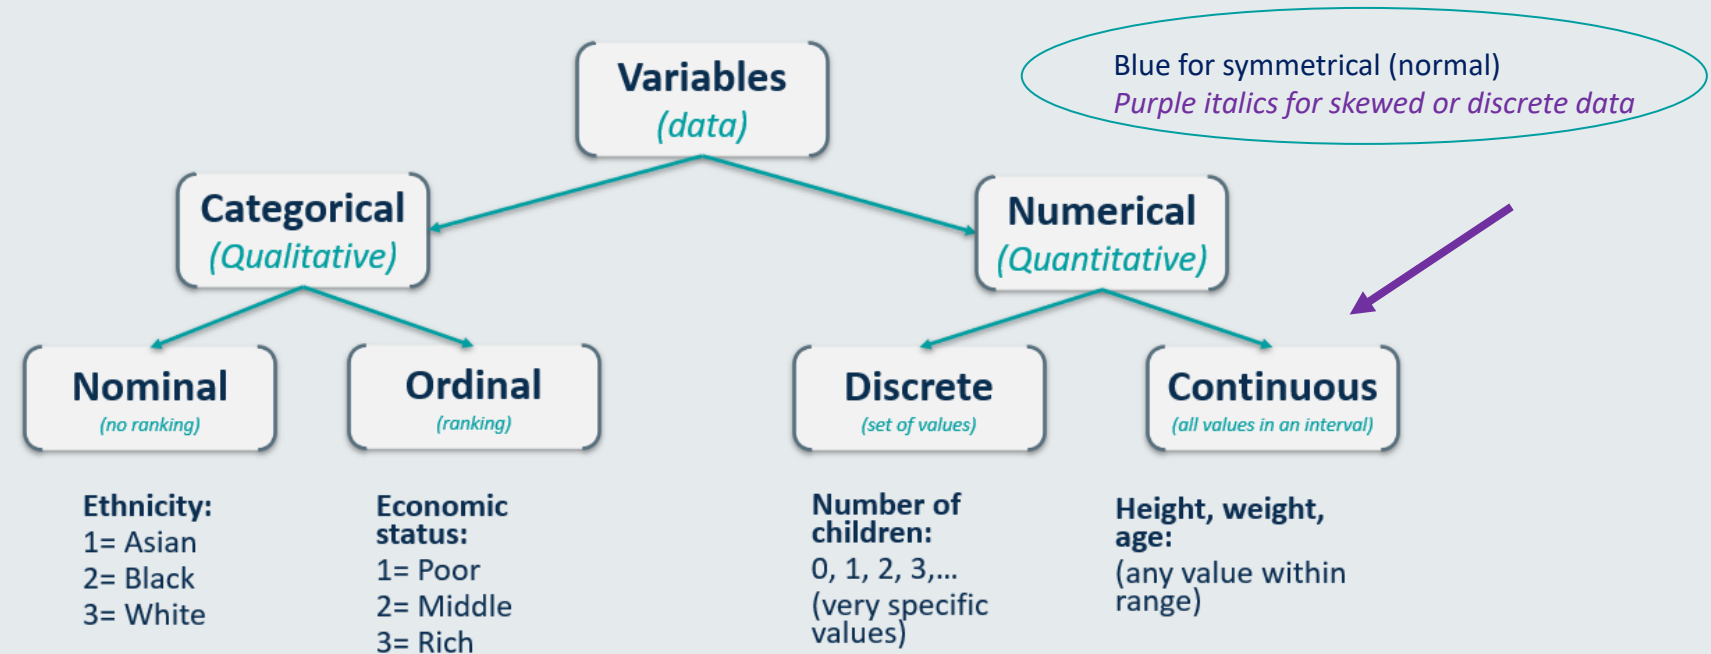 Variables
(data)
Blue for symmetrical (normal)
Purple italics for skewed or discrete data
Categorical
(Qualitative)
Numerical
(Quantitative)
Nominal
(no ranking)
Ordinal
(ranking)
Discrete
(set of values)
Continuous
(all values in an interval)
Ethnicity:
1= Asian
2= Black
3= White
Economic
status:
1= Poor
2= Middle
3= Rich
Number of
children:
0, 1, 2, 3,...
(very specific
values)
Height, weight,
age:
(any value within
range)